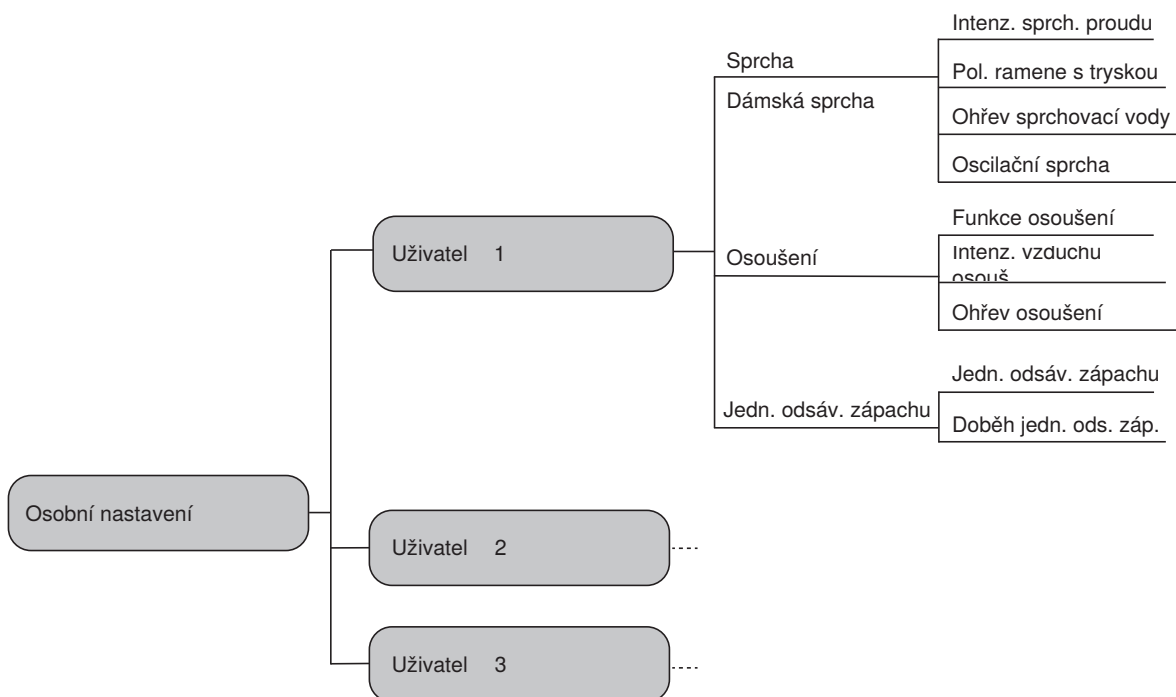 Intenz. sprch. proudu
Sprcha
Pol. ramene s tryskou
Dámská sprcha
Ohřev sprchovací vody
Oscilační sprcha
Funkce osoušení
Uživatel 1
Osoušení
Intenz. vzduchu
osouš.
Ohřev osoušení
Jedn. odsáv. zápachu
Jedn. odsáv. zápachu
Doběh jedn. ods. záp.
Osobní nastavení
Uživatel 2
Uživatel 3